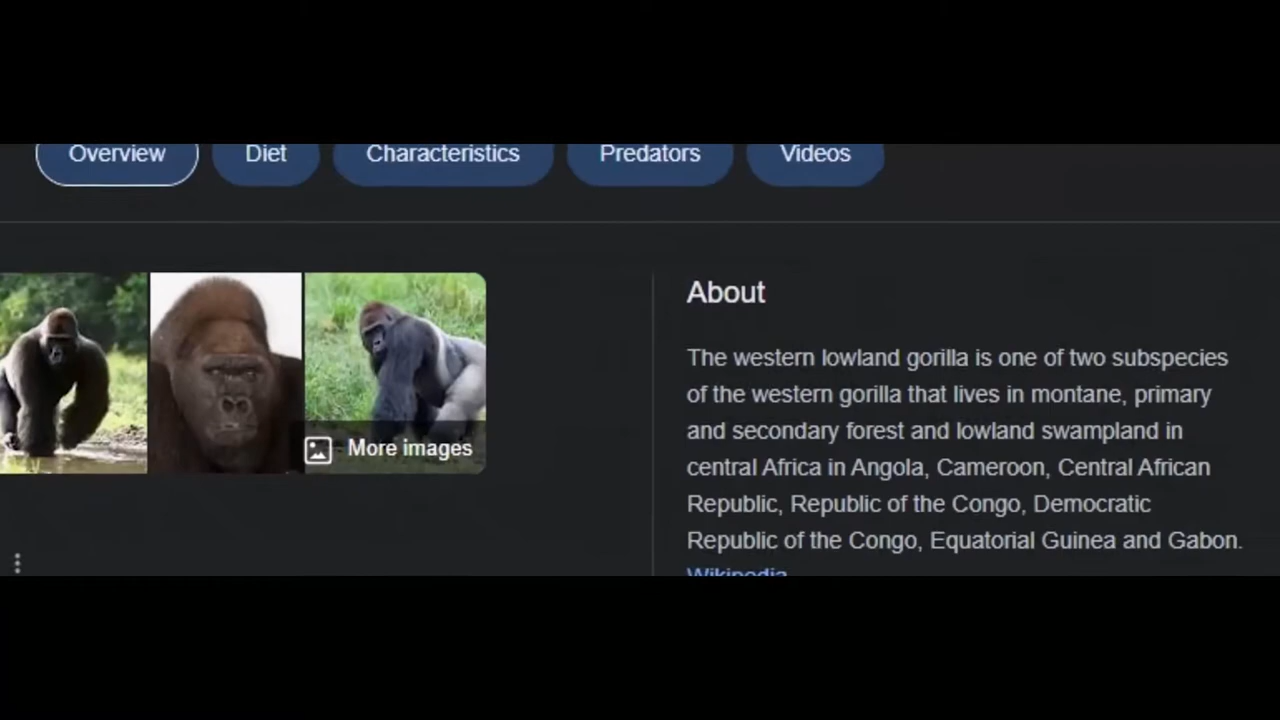 Overview
Diet
Characteristics
Predators
Videos
More images
About
The western lowland gorilla is one of two subspecies
of the western gorilla that lives in montane, primary
and secondary forest and lowland swampland in
central Africa in Angola, Cameroon, Central African
Republic, Republic of the Congo, Democratic
Republic of the Congo, Equatorial Guinea and Gabon.
Wikipedia